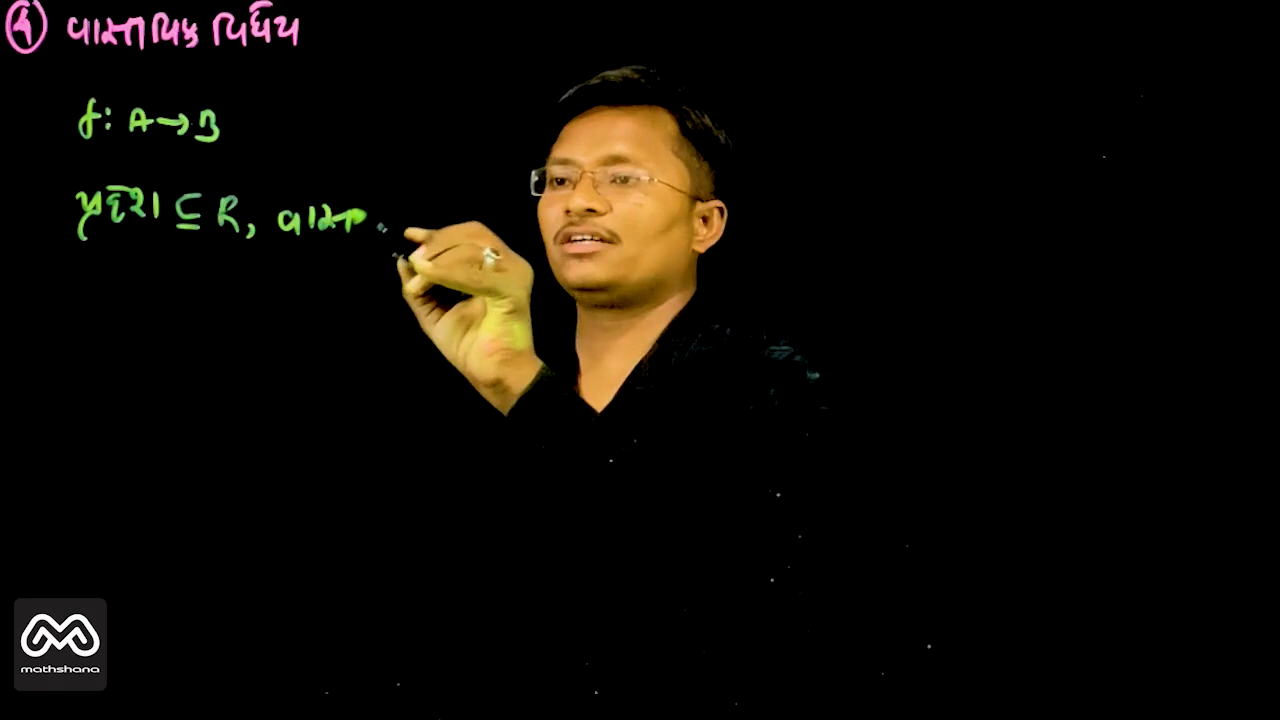 ④ વાસ્તવિક વિધેય
f: A → B
પ્રદેશ ⊆ R, વાસ્ત
mathshana